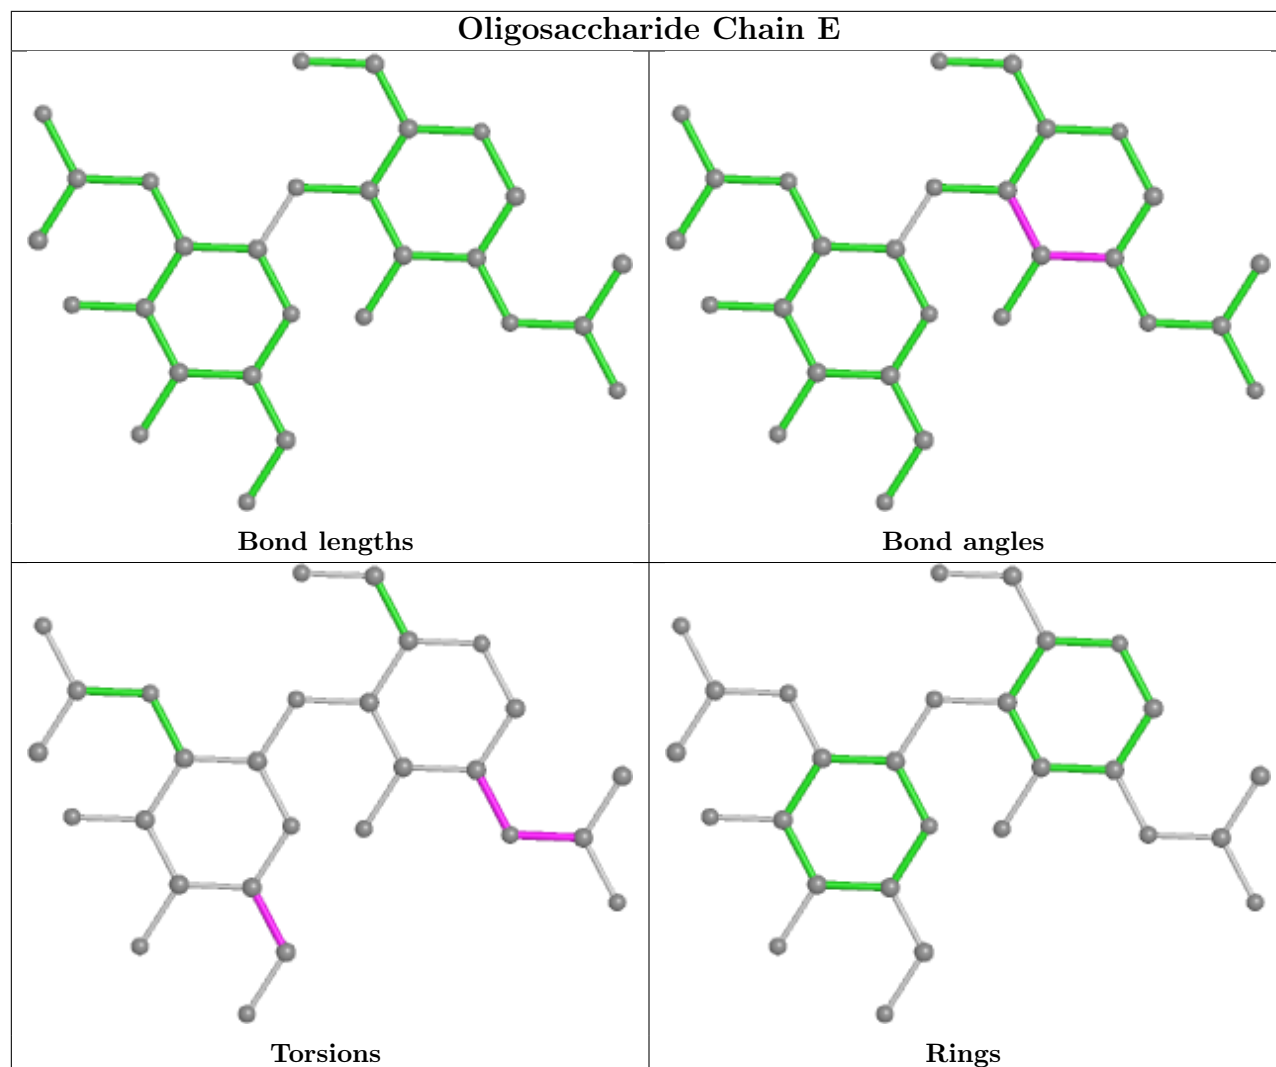 Oligosaccharide Chain E
Bond lengths
Bond angles
Torsions
Rings